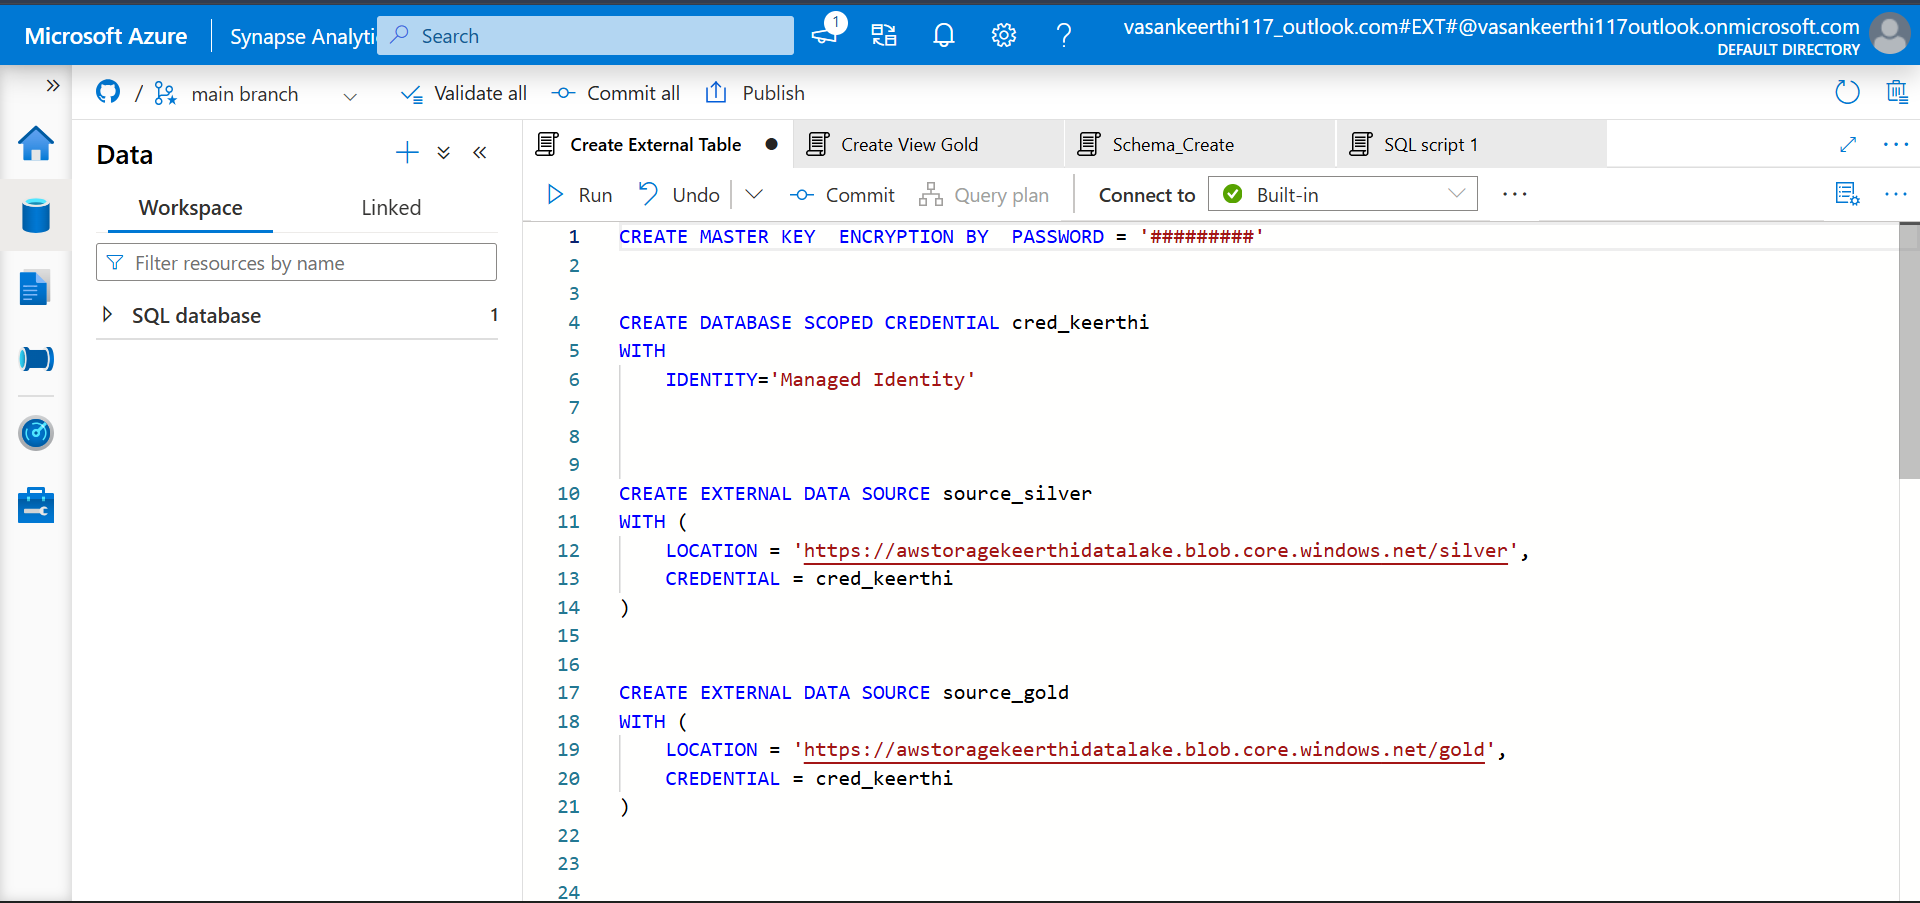 Microsoft Azure
Synapse Analyti
Search
1
vasankeerthi117_outlook.com#EXT#@vasankeerthi117outlook.onmicrosoft.com
DEFAULT DIRECTORY
/ main branch
Validate all
Commit all
Publish
Data
Workspace
Linked
Filter resources by name
SQL database 1
Create External Table
Create View Gold
Schema_Create
SQL script 1
Run
Undo
Commit
Query plan
Connect to
Built-in
1 CREATE MASTER KEY  ENCRYPTION BY  PASSWORD = '#########'
2
3
4 CREATE DATABASE SCOPED CREDENTIAL cred_keerthi
5 WITH
6     IDENTITY='Managed Identity'
7
8
9
10 CREATE EXTERNAL DATA SOURCE source_silver
11 WITH (
12     LOCATION = 'https://awstoragekeerthidatalake.blob.core.windows.net/silver',
13     CREDENTIAL = cred_keerthi
14 )
15
16
17 CREATE EXTERNAL DATA SOURCE source_gold
18 WITH (
19     LOCATION = 'https://awstoragekeerthidatalake.blob.core.windows.net/gold',
20     CREDENTIAL = cred_keerthi
21 )
22
23
24